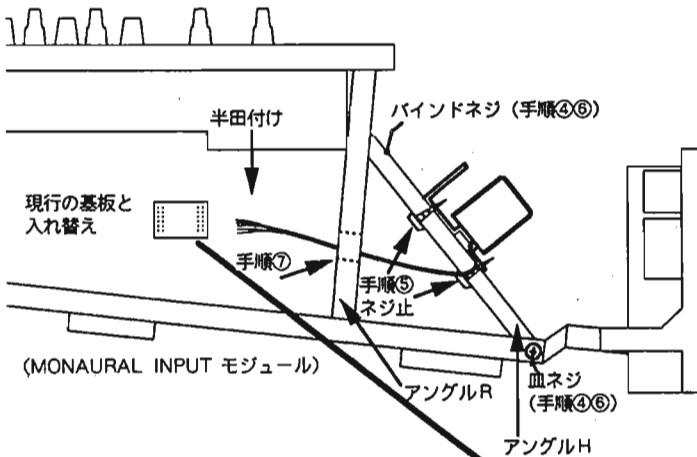 バインドネジ（手順④⑥）
半田付け
現行の基板と
入れ替え
手順⑦
手順⑤
ネジ止
(MONAURAL INPUT モジュール)
アングルR
皿ネジ
(手順④⑥)
アングルH